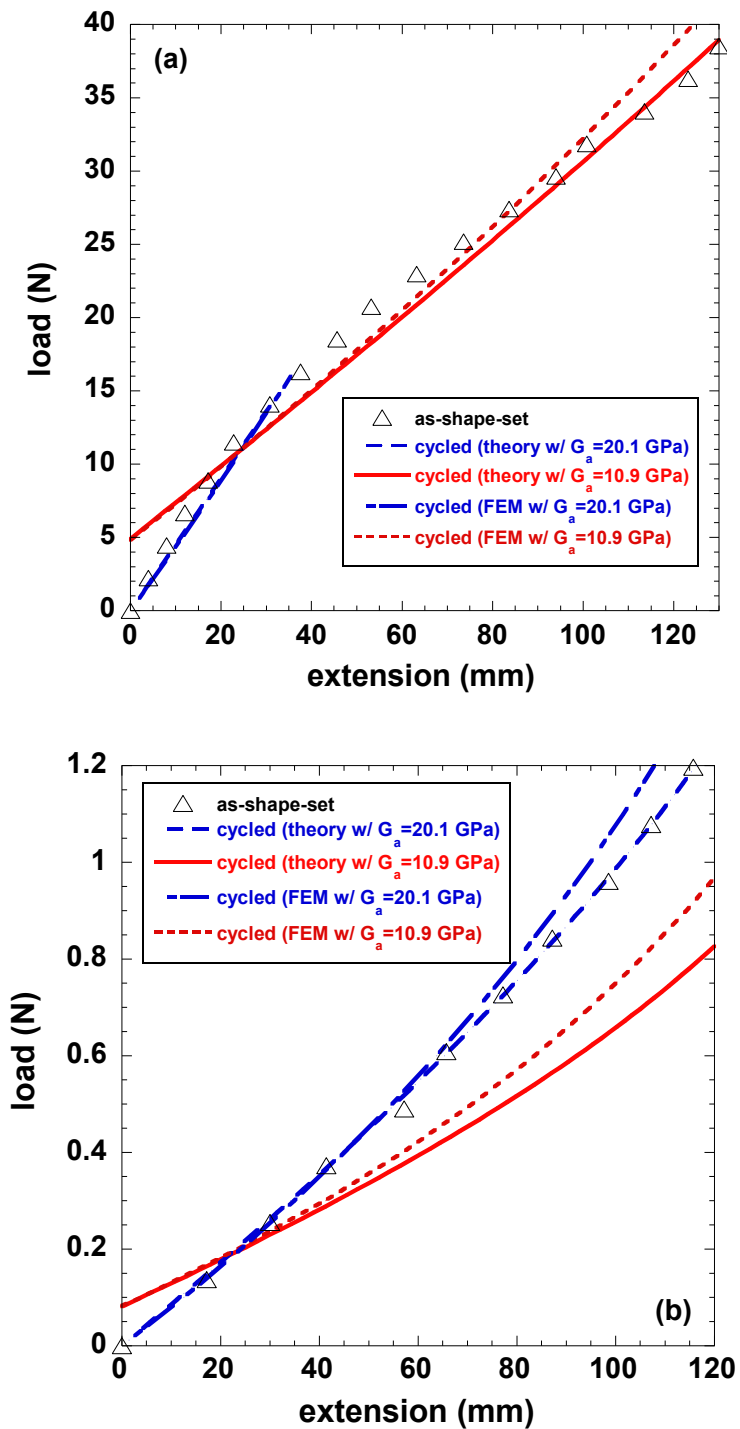 (a)
40
35
30
25
20
15
10
5
0
load (N)
as-shape-set
cycled (theory w/ Ga=20.1 GPa)
cycled (theory w/ Ga=10.9 GPa)
cycled (FEM w/ Ga=20.1 GPa)
cycled (FEM w/ Ga=10.9 GPa)
0 20 40 60 80 100 120
extension (mm)
1.2
1
0.8
0.6
0.4
0.2
0
load (N)
as-shape-set
cycled (theory w/ Ga=20.1 GPa)
cycled (theory w/ Ga=10.9 GPa)
cycled (FEM w/ Ga=20.1 GPa)
cycled (FEM w/ Ga=10.9 GPa)
(b)
0 20 40 60 80 100 120
extension (mm)